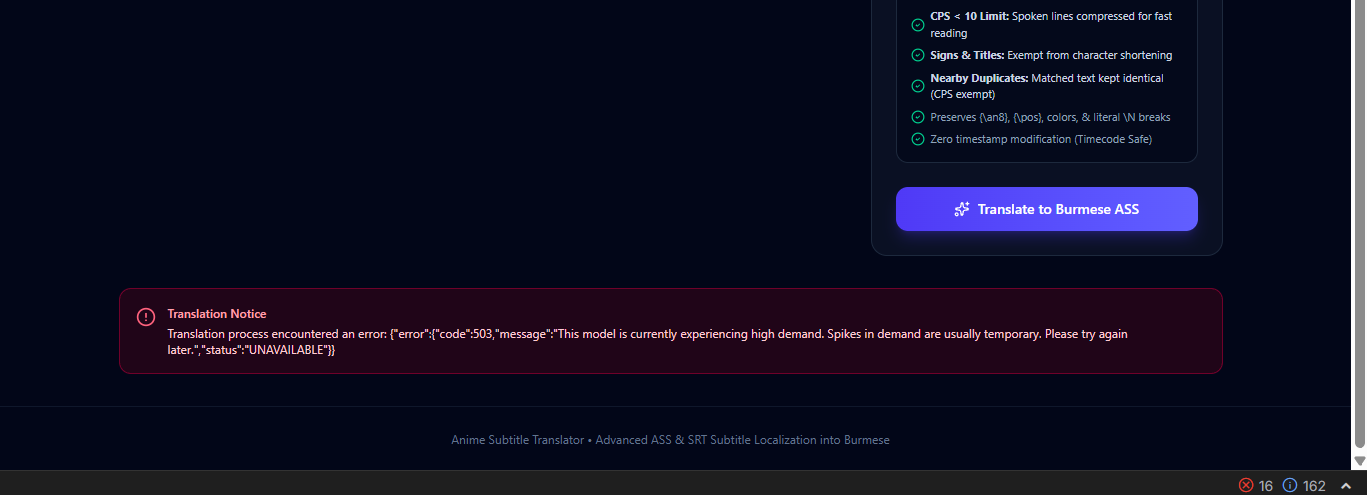 CPS < 10 Limit: Spoken lines compressed for fast
reading
Signs & Titles: Exempt from character shortening
Nearby Duplicates: Matched text kept identical
(CPS exempt)
Preserves {\an8}, {\pos}, colors, & literal \N breaks
Zero timestamp modification (Timecode Safe)
Translate to Burmese ASS
Translation Notice
Translation process encountered an error: {"error":{"code":503,"message":"This model is currently experiencing high demand. Spikes in demand are usually temporary. Please try again
later.","status":"UNAVAILABLE"}}
Anime Subtitle Translator • Advanced ASS & SRT Subtitle Localization into Burmese
16 162